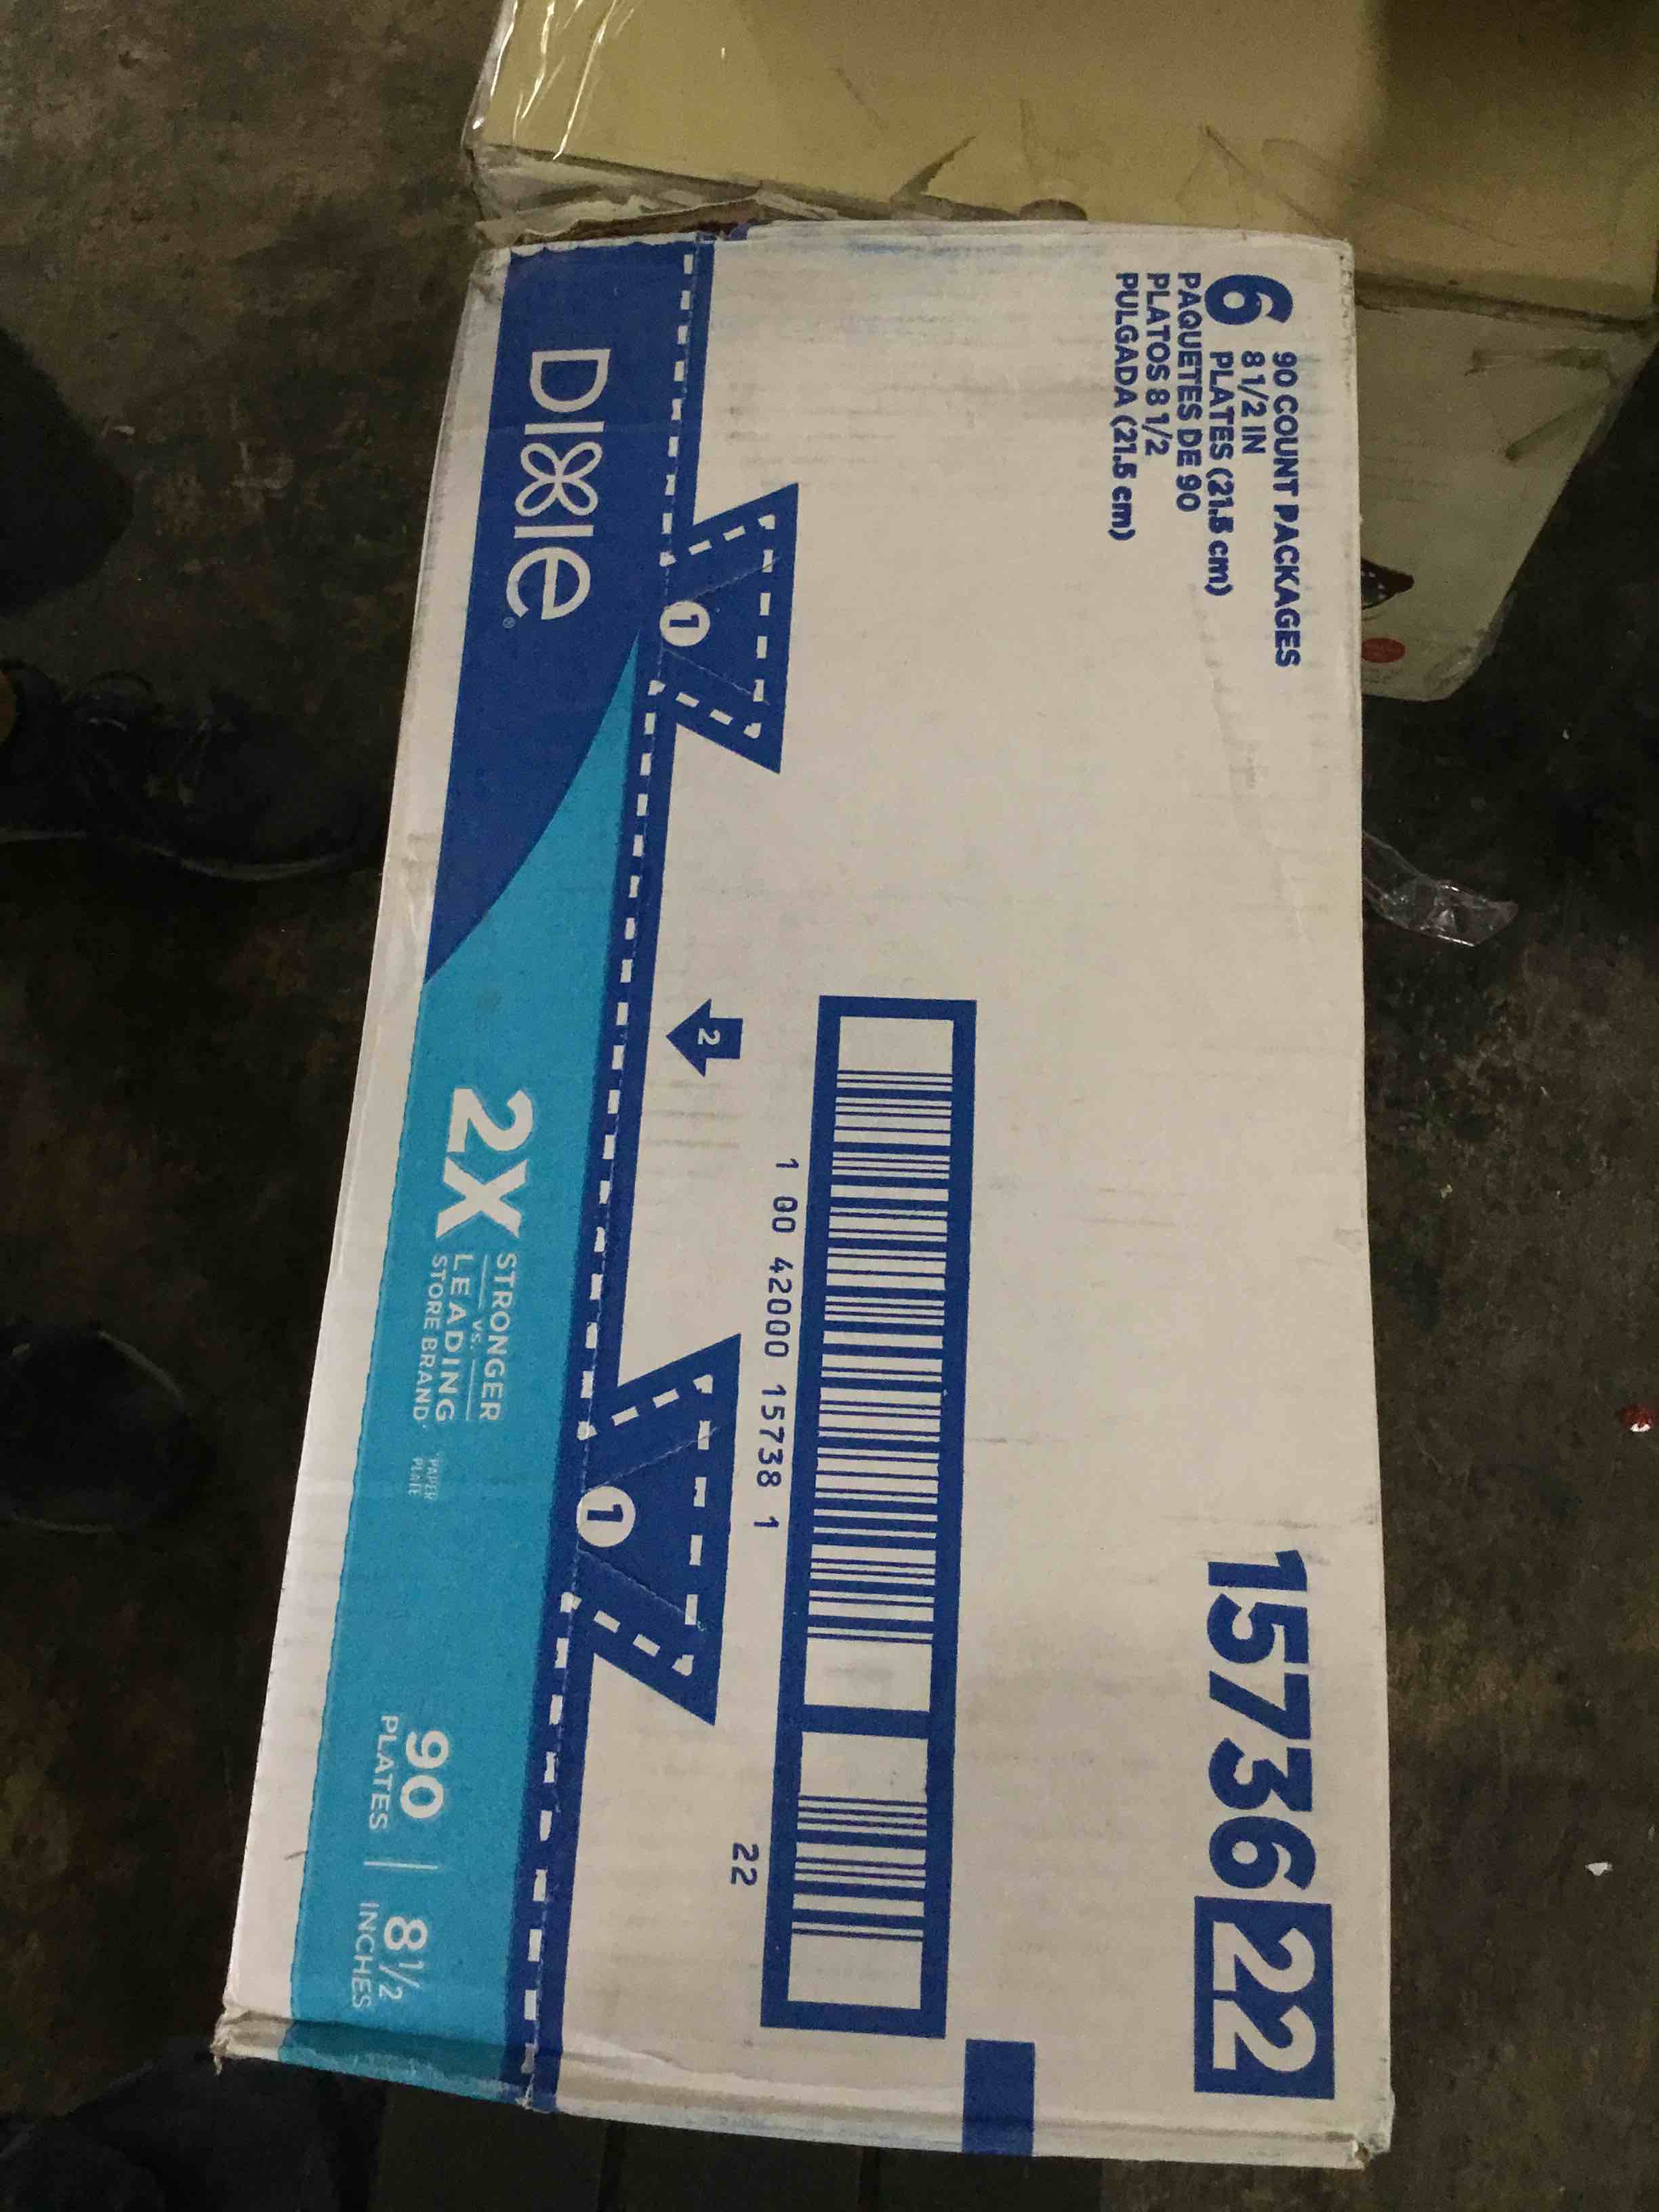 6 90 COUNT PACKAGES
8 1/2 IN
PLATES (21.5 cm)
PAQUETES DE 90
PLATOS 8 1/2
PULGADA (21.5 cm)
15736 22
1 00 42000 15738 1
22
1
2
1
DIXIE®
2X
STRONGER
VS.
LEADING
STORE BRAND
PAPER
PLATE
90
PLATES
8 1/2
INCHES